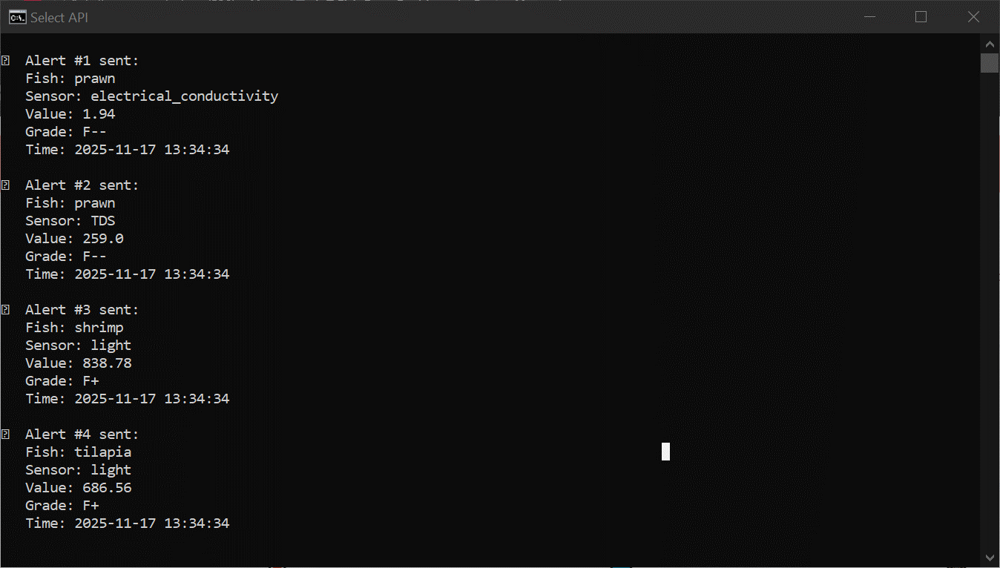 Select API
Alert #1 sent:
Fish: prawn
Sensor: electrical_conductivity
Value: 1.94
Grade: F--
Time: 2025-11-17 13:34:34
Alert #2 sent:
Fish: prawn
Sensor: TDS
Value: 259.0
Grade: F--
Time: 2025-11-17 13:34:34
Alert #3 sent:
Fish: shrimp
Sensor: light
Value: 838.78
Grade: F+
Time: 2025-11-17 13:34:34
Alert #4 sent:
Fish: tilapia
Sensor: light
Value: 686.56
Grade: F+
Time: 2025-11-17 13:34:34